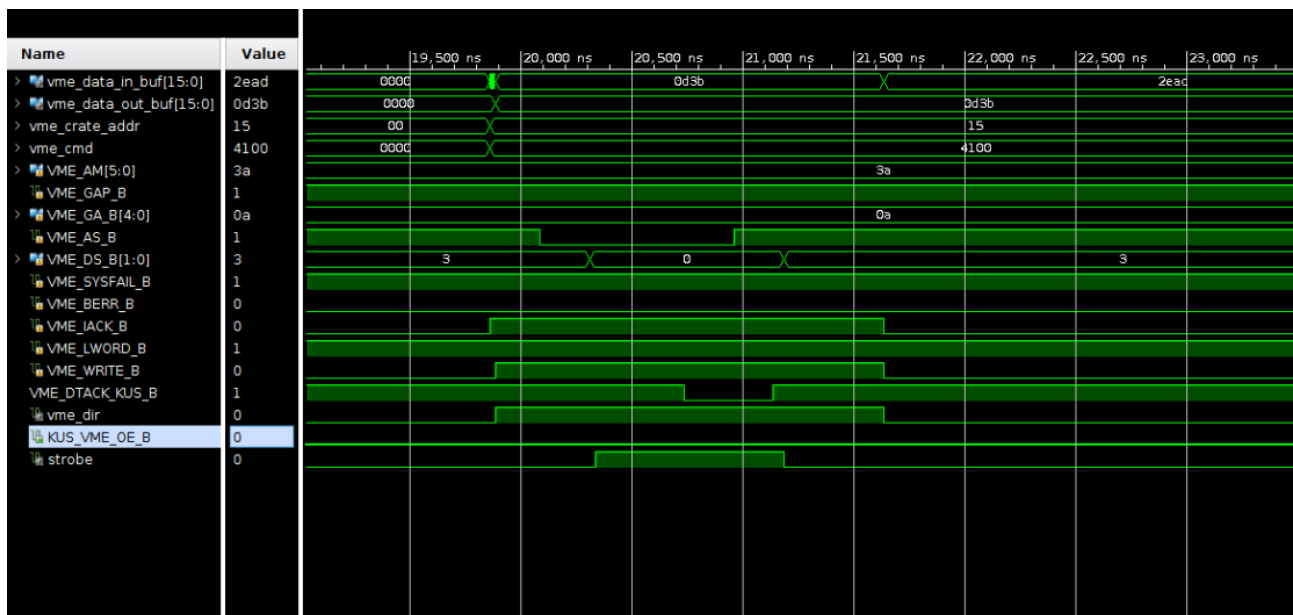 Name Value
19,500 ns 20,000 ns 20,500 ns 21,000 ns 21,500 ns 22,000 ns 22,500 ns 23,000 ns
vme_data_in_buf[15:0] 2ead 0000 0d3b 2ead
vme_data_out_buf[15:0] 0d3b 0000 0d3b
vme_crate_addr 15 00 15
vme_cmd 4100 0000 4100
VME_AM[5:0] 3a 3a
VME_GAP_B 1
VME_GA_B[4:0] 0a 0a
VME_AS_B 1
VME_DS_B[1:0] 3 3 0 3
VME_SYSFAIL_B 1
VME_BERR_B 0
VME_IACK_B 0
VME_LWORD_B 1
VME_WRITE_B 0
VME_DTACK_KUS_B 1
vme_dir 0
KUS_VME_OE_B 0
strobe 0